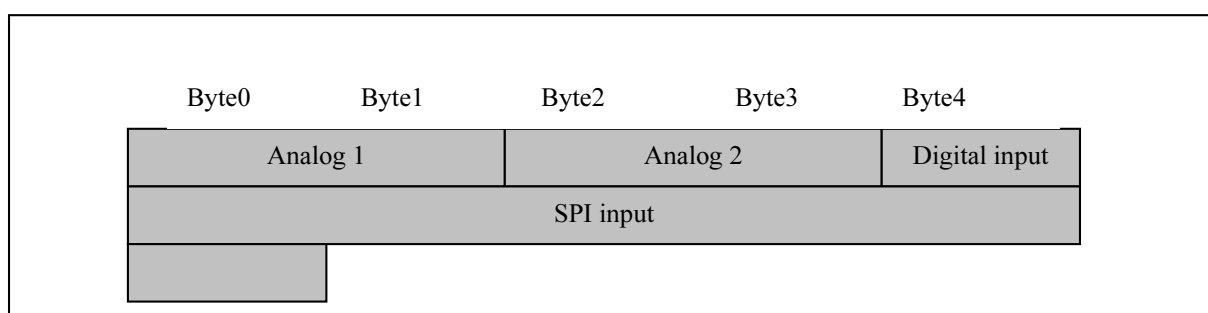 Byte0 Byte1 Byte2 Byte3 Byte4
Analog 1 Analog 2 Digital input
SPI input